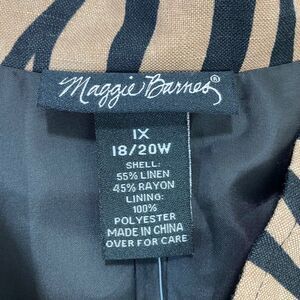 Maggie Barnes®
1X
18/20W
SHELL:
55% LINEN
45% RAYON
LINING:
100%
POLYESTER
MADE IN CHINA
OVER FOR CARE